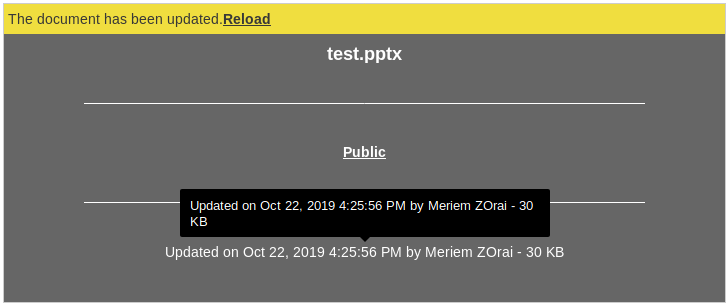 The document has been updated.Reload
test.pptx
Public
Updated on Oct 22, 2019 4:25:56 PM by Meriem ZOrai - 30
KB
Updated on Oct 22, 2019 4:25:56 PM by Meriem ZOrai - 30 KB